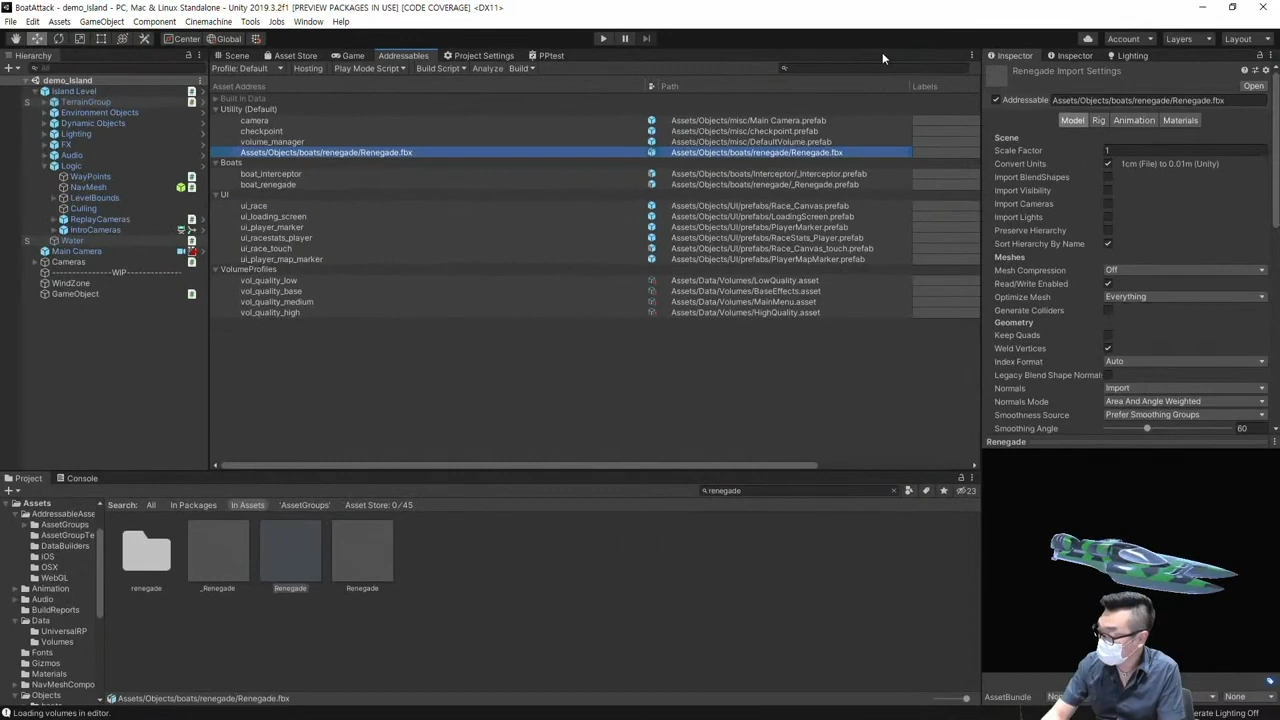 BoatAttack - demo_Island - PC, Mac & Linux Standalone - Unity 2019.3.2f1 [PREVIEW PACKAGES IN USE] [CODE COVERAGE] <DX11>
File Edit Assets GameObject Component Cinemachine Tools Jobs Window Help
Center Global Account Layers Layout
Hierarchy
All
demo_Island
Island Level
TerrainGroup
Environment Objects
Dynamic Objects
Lighting
FX
Audio
Logic
WayPoints
NavMesh
LevelBounds
Culling
ReplayCameras
IntroCameras
Water
Main Camera
Cameras
--------------------WIP--------------------
WindZone
GameObject
Scene Asset Store Game Addressables Project Settings PPtest
Profile: Default Hosting Play Mode Script Build Script Analyze Build
Asset Address Path Labels
Built In Data
Utility (Default)
camera Assets/Objects/misc/Main Camera.prefab
checkpoint Assets/Objects/misc/checkpoint.prefab
volume_manager Assets/Objects/misc/DefaultVolume.prefab
Assets/Objects/boats/renegade/Renegade.fbx Assets/Objects/boats/renegade/Renegade.fbx
Boats
boat_interceptor Assets/Objects/boats/Interceptor/_Interceptor.prefab
boat_renegade Assets/Objects/boats/renegade/_Renegade.prefab
UI
ui_race Assets/Objects/UI/prefabs/Race_Canvas.prefab
ui_loading_screen Assets/Objects/UI/prefabs/LoadingScreen.prefab
ui_player_marker Assets/Objects/UI/prefabs/PlayerMarker.prefab
ui_racestats_player Assets/Objects/UI/prefabs/RaceStats_Player.prefab
ui_race_touch Assets/Objects/UI/prefabs/Race_Canvas_touch.prefab
ui_player_map_marker Assets/Objects/UI/prefabs/PlayerMapMarker.prefab
VolumeProfiles
vol_quality_low Assets/Data/Volumes/LowQuality.asset
vol_quality_base Assets/Data/Volumes/BaseEffects.asset
vol_quality_medium Assets/Data/Volumes/MainMenu.asset
vol_quality_high Assets/Data/Volumes/HighQuality.asset
Inspector Inspector Lighting
Renegade Import Settings
Open
Addressable Assets/Objects/boats/renegade/Renegade.fbx
Model Rig Animation Materials
Scene
Scale Factor 1
Convert Units 1cm (File) to 0.01m (Unity)
Import BlendShapes
Import Visibility
Import Cameras
Import Lights
Preserve Hierarchy
Sort Hierarchy By Name
Meshes
Mesh Compression Off
Read/Write Enabled
Optimize Mesh Everything
Generate Colliders
Geometry
Keep Quads
Weld Vertices
Index Format Auto
Legacy Blend Shape Normals
Normals Import
Normals Mode Area And Angle Weighted
Smoothness Source Prefer Smoothing Groups
Smoothing Angle 60
Renegade
AssetBundle None
Project Console
renegade 23
Search: All In Packages In Assets 'AssetGroups' Asset Store: 0/45
Assets
AddressableAsse
AssetGroups
AssetGroupTe
DataBuilders
iOS
OSX
WebGL
Animation
Audio
BuildReports
Data
UniversalRP
Volumes
Fonts
Gizmos
Materials
NavMeshCompo
Objects
renegade _Renegade Renegade Renegade
Assets/Objects/boats/renegade/Renegade.fbx
Loading volumes in editor.
erate Lighting Off